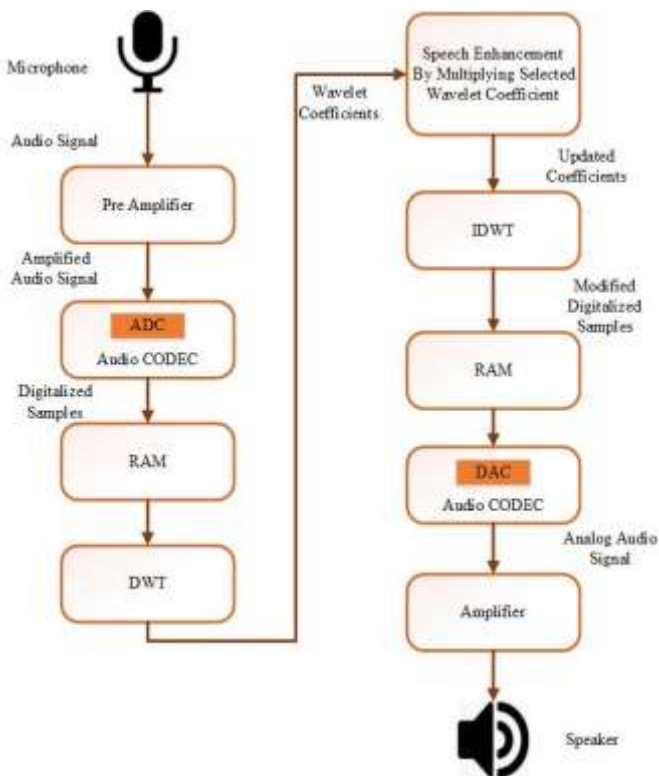 Microphone
Audio Signal
Pre Amplifier
Amplified
Audio Signal
ADC
Audio CODEC
Digitalized
Samples
RAM
DWT
Wavelet
Coefficients
Speech Enhancement
By Multiplying Selected
Wavelet Coefficient
Updated
Coefficients
IDWT
Modified
Digitalized
Samples
RAM
DAC
Audio CODEC
Analog Audio
Signal
Amplifier
Speaker